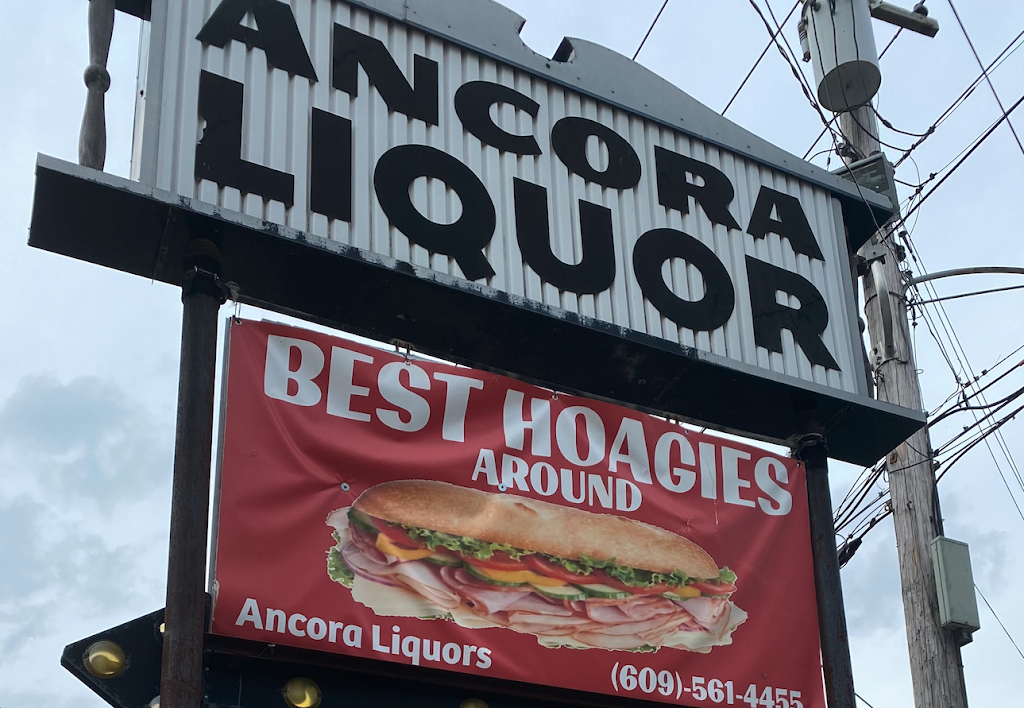 ANCORA
LIQUOR
BEST HOAGIES
AROUND
Ancora Liquors
(609)-561-4455